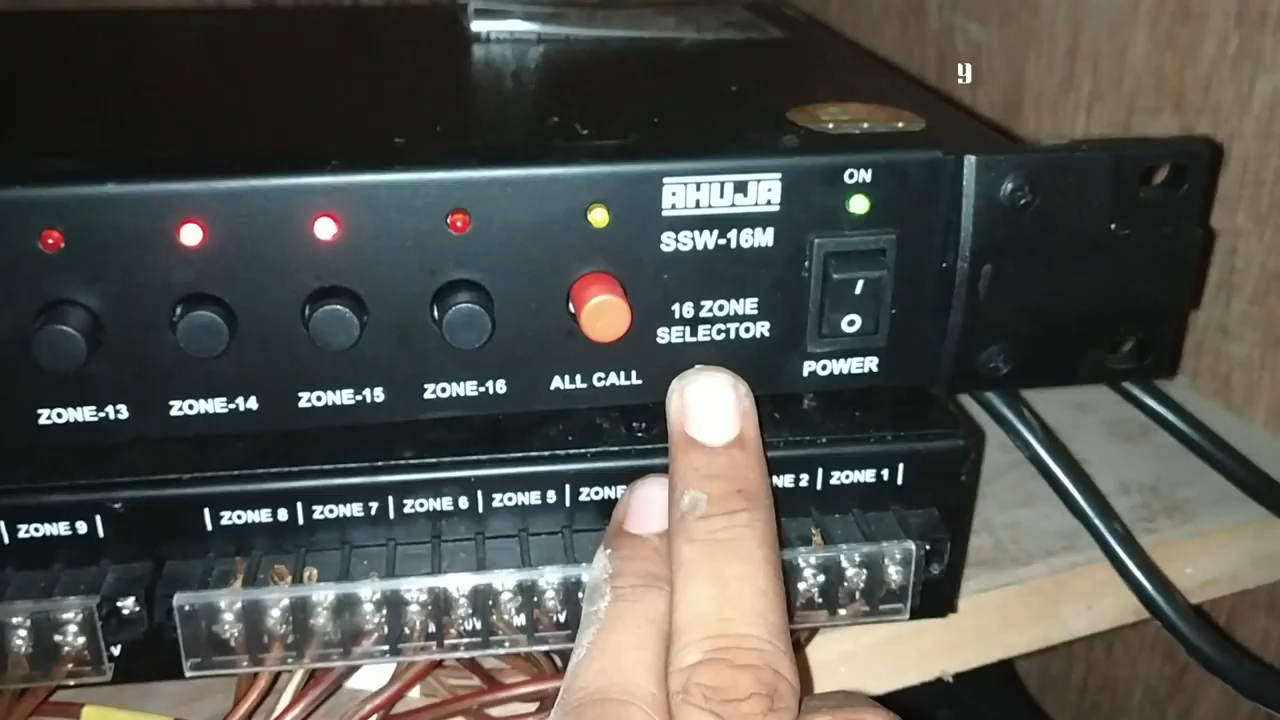 9
ON
AHUJA
SSW-16M
16 ZONE
SELECTOR
POWER
I
O
ZONE-13
ZONE-14
ZONE-15
ZONE-16
ALL CALL
ZONE 9
ZONE 8
ZONE 7
ZONE 6
ZONE 5
ZONE 1